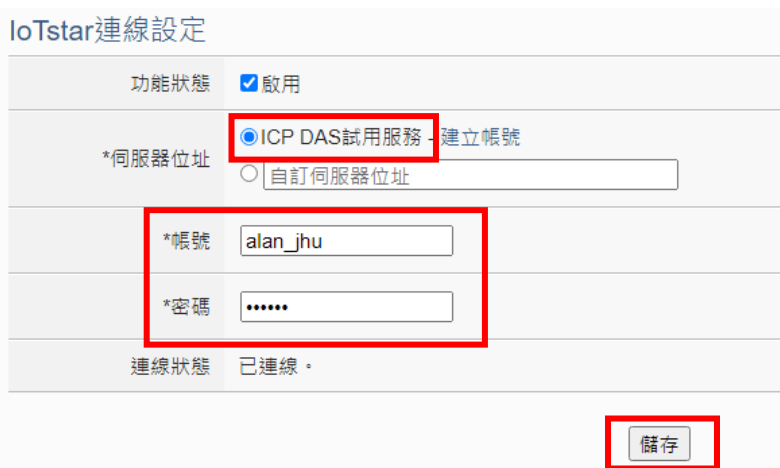 IoTstar連線設定
功能狀態 啟用
*伺服器位址 ICP DAS試用服務 - 建立帳號
自訂伺服器位址
*帳號 alan_jhu
*密碼 ••••••
連線狀態 已連線。
儲存